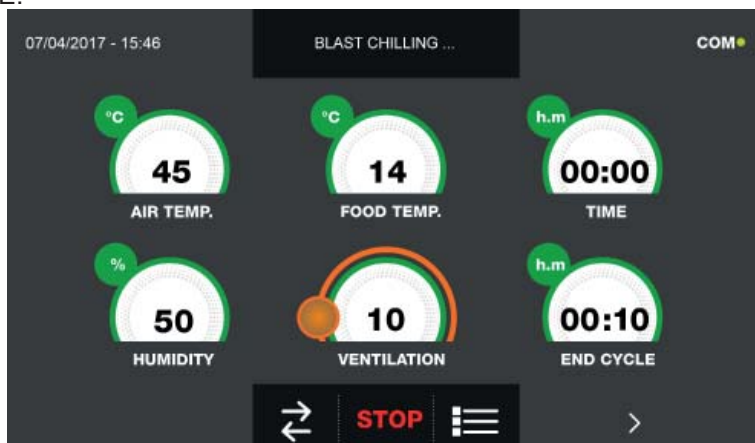 07/04/2017 - 15:46
BLAST CHILLING ...
COM
°C
45
AIR TEMP.
°C
14
FOOD TEMP.
h.m
00:00
TIME
%
50
HUMIDITY
10
VENTILATION
h.m
00:10
END CYCLE
STOP